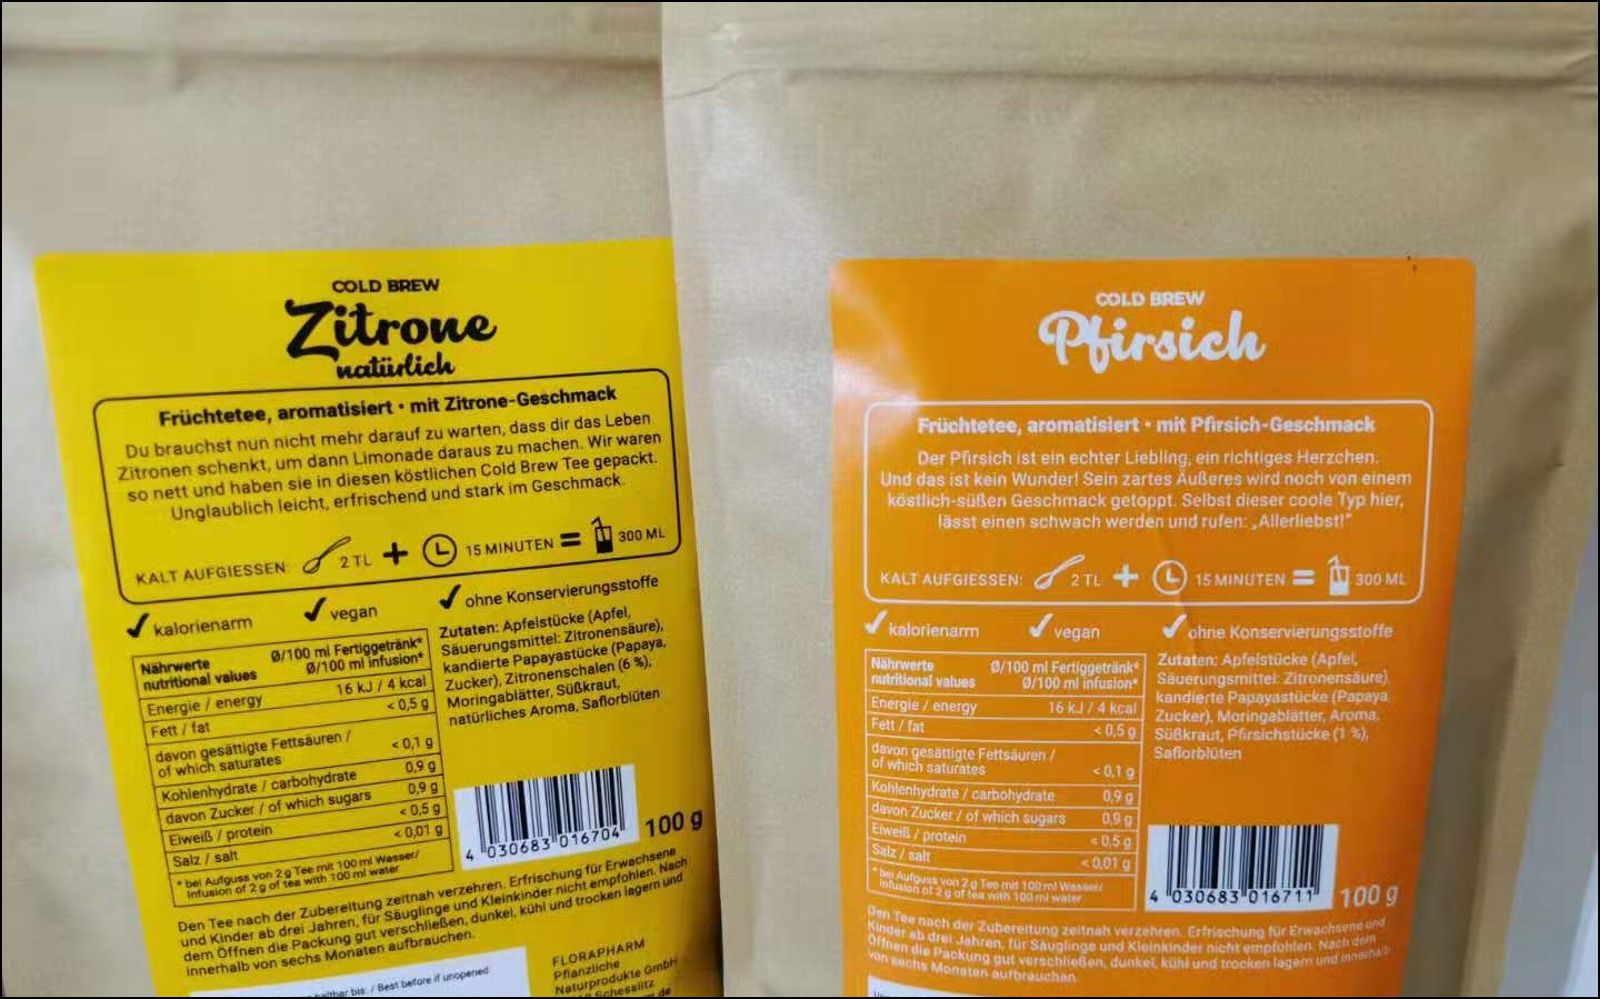 COLD BREW
Zitrone
natürlich
Früchtetee, aromatisiert • mit Zitrone-Geschmack
Du brauchst nun nicht mehr darauf zu warten, dass dir das Leben
Zitronen schenkt, um dann Limonade daraus zu machen. Wir waren
so nett und haben sie in diesen köstlichen Cold Brew Tee gepackt.
Unglaublich leicht, erfrischend und stark im Geschmack.
KALT AUFGIESSEN: 2 TL + 15 MINUTEN = 300 ML
✓ kalorienarm ✓ vegan ✓ ohne Konservierungsstoffe
Nährwerte Ø/100 ml Fertiggetränk*
nutritional values Ø/100 ml infusion*
Energie / energy 16 kJ / 4 kcal
Fett / fat < 0,5 g
davon gesättigte Fettsäuren /
of which saturates < 0,1 g
Kohlenhydrate / carbohydrate 0,9 g
davon Zucker / of which sugars 0,9 g
Eiweiß / protein < 0,5 g
Salz / salt < 0,01 g
* bei Aufguss von 2 g Tee mit 100 ml Wasser/
Infusion of 2 g of tea with 100 ml water
Zutaten: Apfelstücke (Apfel,
Säuerungsmittel: Zitronensäure),
kandierte Papayastücke (Papaya,
Zucker), Zitronenschalen (6 %),
Moringablätter, Süßkraut,
natürliches Aroma, Saflorblüten
4 030683 016704
100 g
Den Tee nach der Zubereitung zeitnah verzehren. Erfrischung für Erwachsene
und Kinder ab drei Jahren, für Säuglinge und Kleinkinder nicht empfohlen. Nach
dem Öffnen die Packung gut verschließen, dunkel, kühl und trocken lagern und
innerhalb von sechs Monaten aufbrauchen.
bis: / Best before if unopened
FLORAPHARM
Pflanzliche
Naturprodukte GmbH
COLD BREW
Pfirsich
Früchtetee, aromatisiert • mit Pfirsich-Geschmack
Der Pfirsich ist ein echter Liebling, ein richtiges Herzchen.
Und das ist kein Wunder! Sein zartes Äußeres wird noch von einem
köstlich-süßen Geschmack getoppt. Selbst dieser coole Typ hier,
lässt einen schwach werden und rufen: „Allerliebst!"
KALT AUFGIESSEN: 2 TL + 15 MINUTEN = 300 ML
✓ kalorienarm ✓ vegan ✓ ohne Konservierungsstoffe
Nährwerte Ø/100 ml Fertiggetränk*
nutritional values Ø/100 ml infusion*
Energie / energy 16 kJ / 4 kcal
Fett / fat < 0,5 g
davon gesättigte Fettsäuren /
of which saturates < 0,1 g
Kohlenhydrate / carbohydrate 0,9 g
davon Zucker / of which sugars 0,9 g
Eiweiß / protein < 0,5 g
Salz / salt < 0,01 g
* bei Aufguss von 2 g Tee mit 100 ml Wasser/
Infusion of 2 g of tea with 100 ml water
Zutaten: Apfelstücke (Apfel,
Säuerungsmittel: Zitronensäure),
kandierte Papayastücke (Papaya,
Zucker), Moringablätter, Aroma,
Süßkraut, Pfirsichstücke (1 %),
Saflorblüten
4 030683 016711
100 g
Den Tee nach der Zubereitung zeitnah verzehren. Erfrischung für Erwachsene und
Kinder ab drei Jahren, für Säuglinge und Kleinkinder nicht empfohlen. Nach dem
Öffnen die Packung gut verschließen, dunkel, kühl und trocken lagern und innerhalb
von sechs Monaten aufbrauchen.